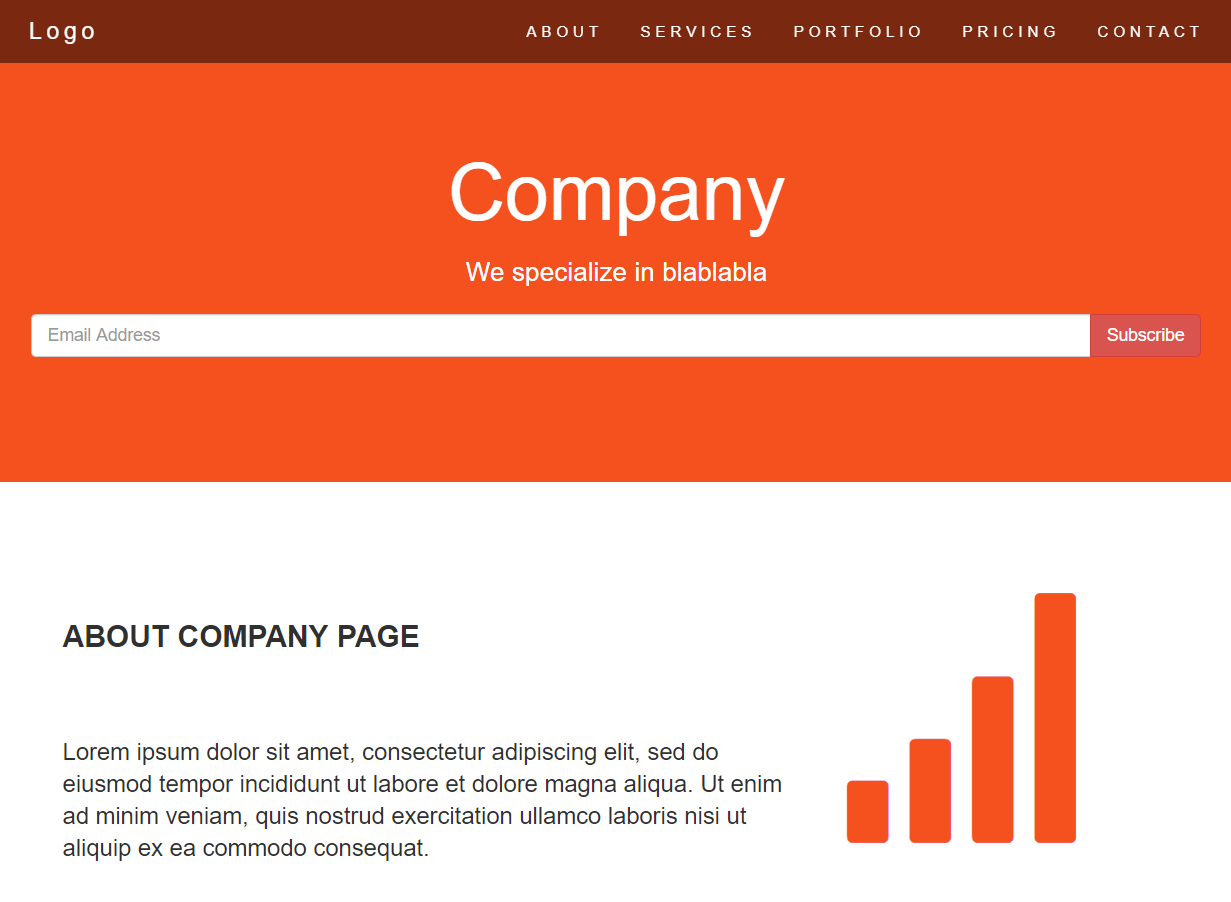 Logo
ABOUT SERVICES PORTFOLIO PRICING CONTACT
Company
We specialize in blablabla
Email Address Subscribe
ABOUT COMPANY PAGE
Lorem ipsum dolor sit amet, consectetur adipiscing elit, sed do
eiusmod tempor incididunt ut labore et dolore magna aliqua. Ut enim
ad minim veniam, quis nostrud exercitation ullamco laboris nisi ut
aliquip ex ea commodo consequat.